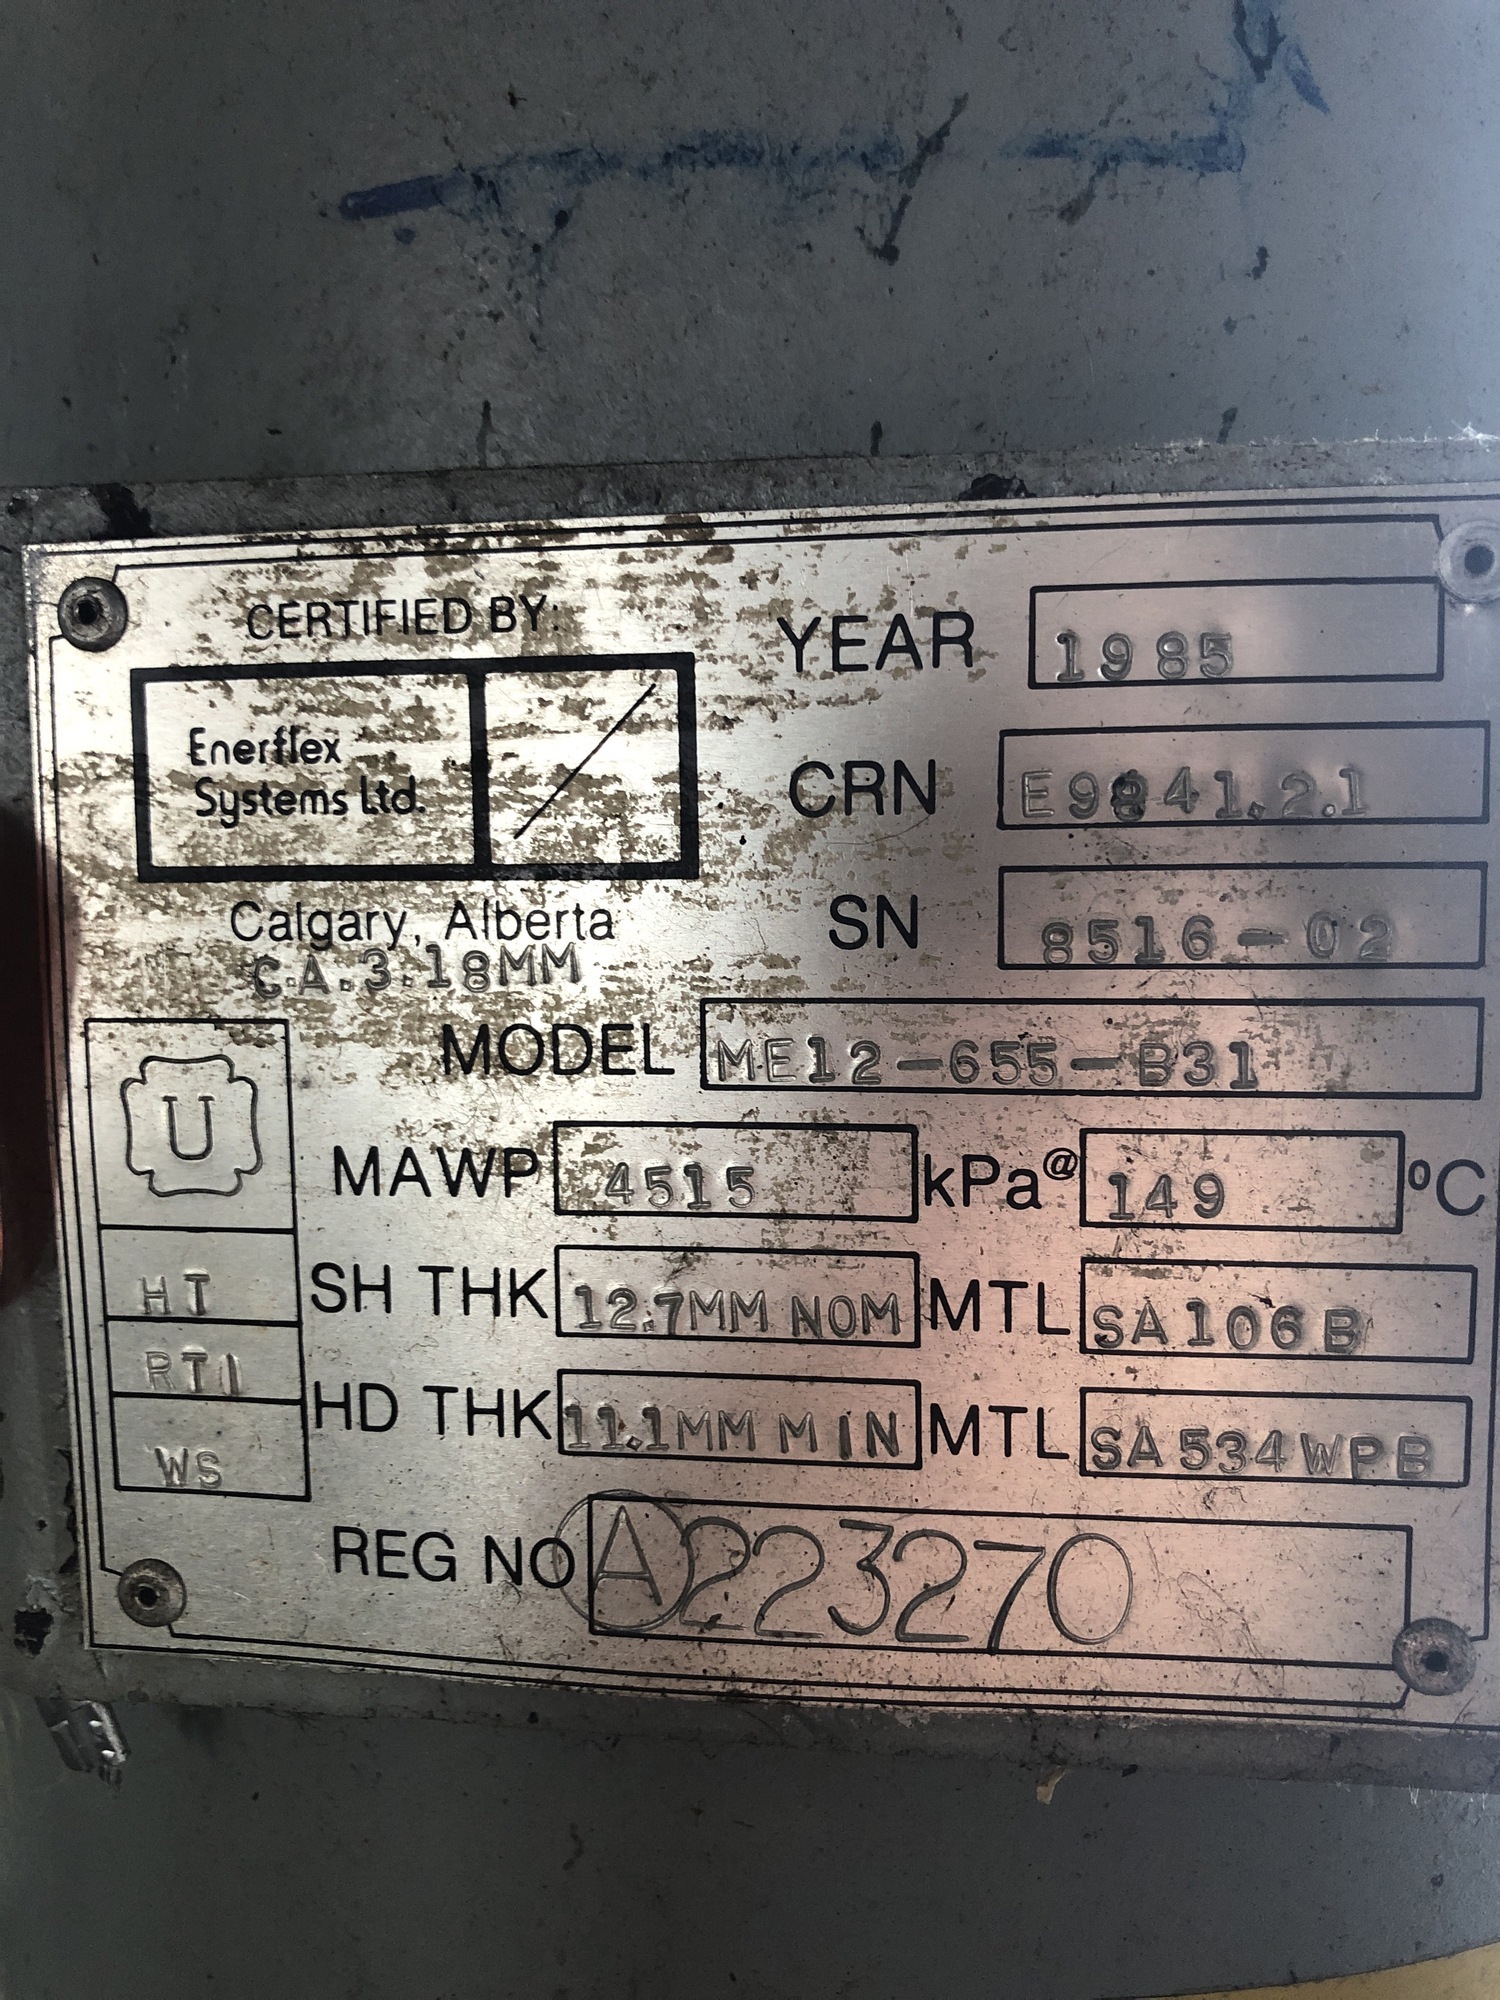 CERTIFIED BY:
Enerflex
Systems Ltd.
Calgary, Alberta
C.A.3.18MM
YEAR 1985
CRN E9841.2.1
SN 8516-02
MODEL ME12-655-B31
U
MAWP 4515 kPa@ 149 °C
HT
SH THK 12.7MM NOM MTL SA106B
RT1
HD THK 11.1MM MIN MTL SA534WPB
WS
REG NO A223270